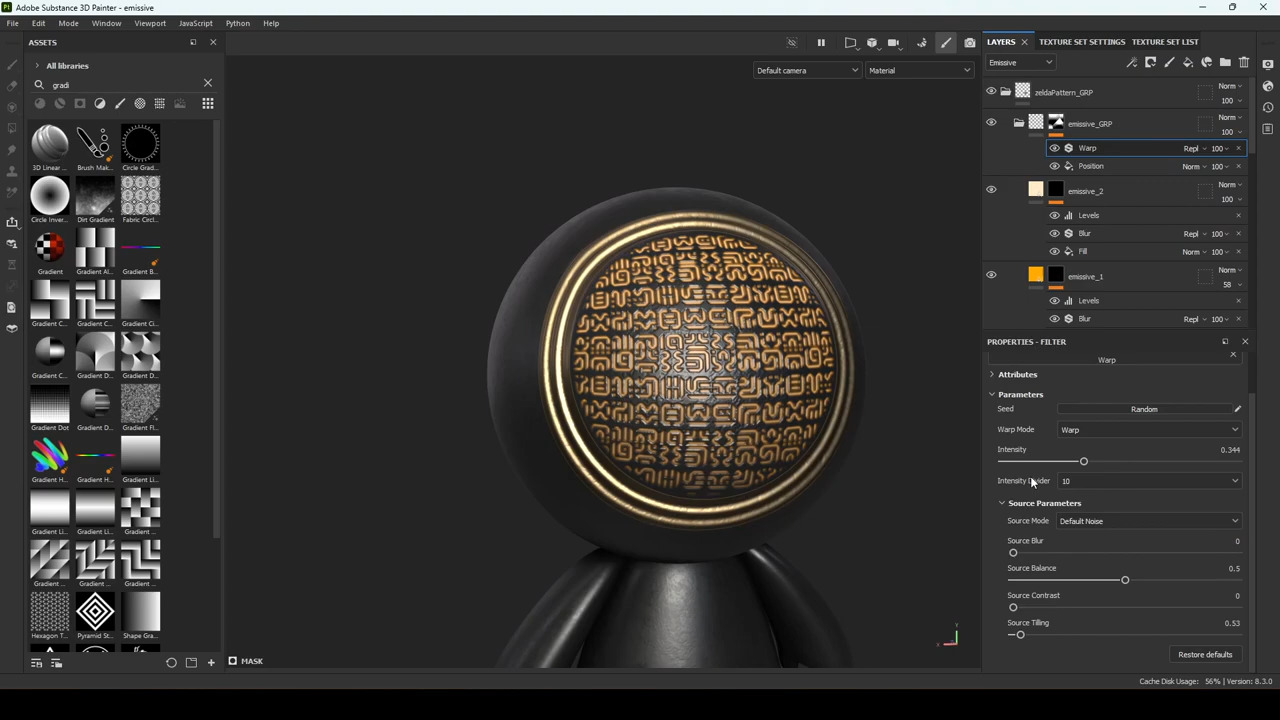 Adobe Substance 3D Painter - emissive
File Edit Mode Window Viewport JavaScript Python Help
ASSETS
All libraries
gradi
3D Linear ... Brush Mak... Circle Grad...
Circle Inver... Dirt Gradient Fabric Circl...
Gradient Gradient Al... Gradient B...
Gradient C... Gradient C... Gradient Ci...
Gradient C... Gradient D... Gradient D...
Gradient Dot Gradient D... Gradient Fl...
Gradient H... Gradient H... Gradient Li...
Gradient Li... Gradient Li... Gradient ...
Gradient ... Gradient ... Gradient ...
Hexagon T... Pyramid St... Shape Gra...
Default camera Material
MASK
LAYERS TEXTURE SET SETTINGS TEXTURE SET LIST
Emissive
zeldaPattern_GRP Norm
100
emissive_GRP Norm
100
Warp Repl 100
Position Norm 100
emissive_2 Norm
100
Levels
Blur Repl 100
Fill Norm 100
emissive_1 Norm
58
Levels
Blur Repl 100
PROPERTIES - FILTER
Warp
Attributes
Parameters
Seed Random
Warp Mode Warp
Intensity 0.344
Intensity Divider 10
Source Parameters
Source Mode Default Noise
Source Blur 0
Source Balance 0.5
Source Contrast 0
Source Tilling 0.53
Restore defaults
Cache Disk Usage: 56% | Version: 8.3.0